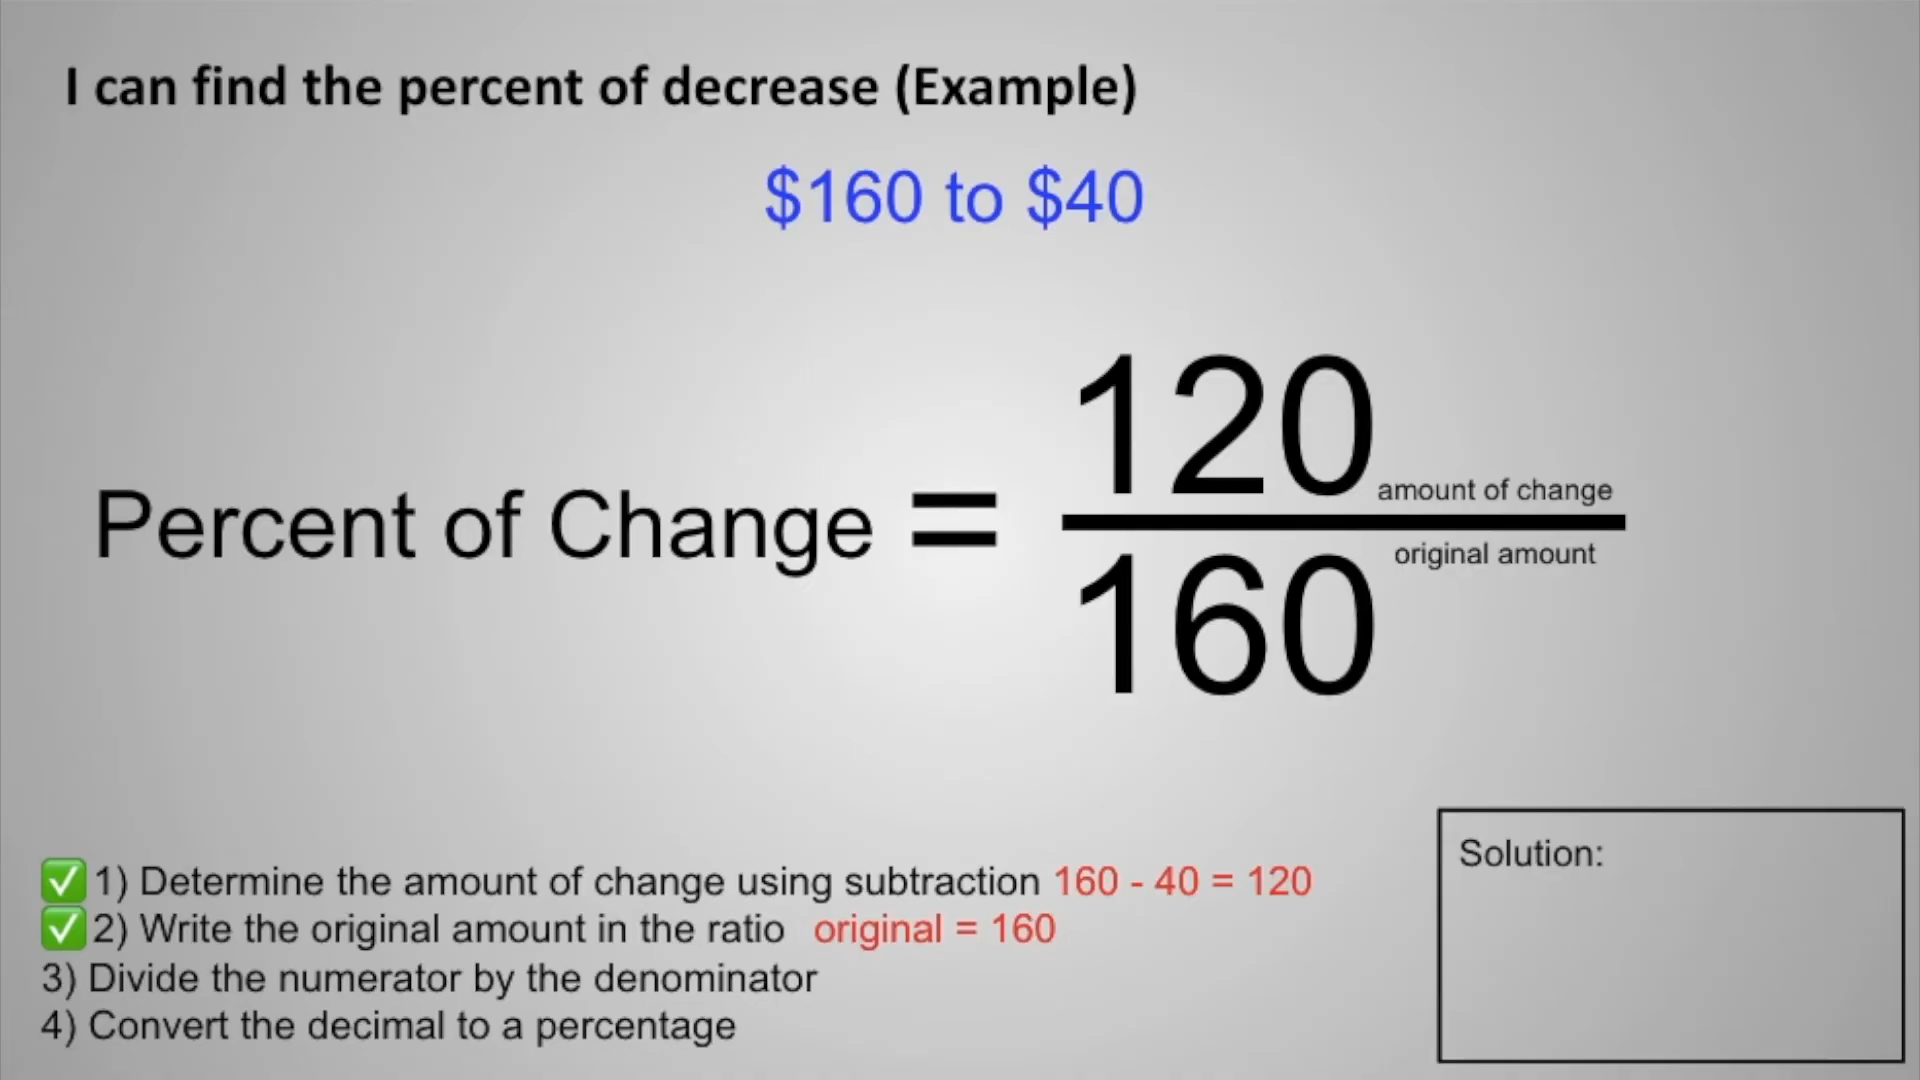 I can find the percent of decrease (Example)
$160 to $40
120
amount of change
Percent of Change =
original amount
160
✅ 1) Determine the amount of change using subtraction 160 - 40 = 120
✅ 2) Write the original amount in the ratio original = 160
3) Divide the numerator by the denominator
4) Convert the decimal to a percentage
Solution: